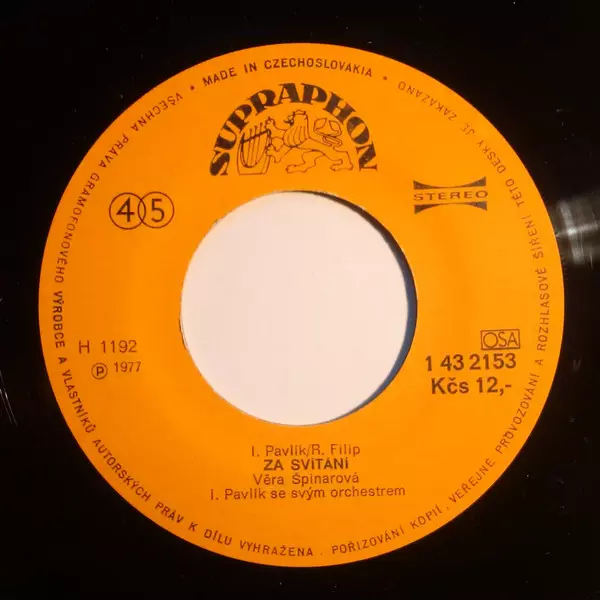 • MADE IN CZECHOSLOVAKIA •
SUPRAPHON
45
STEREO
H 1192
Ⓟ 1977
OSA
1 43 2153
Kčs 12,-
I. Pavlík/R. Filip
ZA SVÍTÁNÍ
Věra Špinarová
I. Pavlík se svým orchestrem
VŠECHNA PRÁVA GRAMOFONOVÉHO VÝROBCE A VLASTNÍKŮ AUTORSKÝCH PRÁV K DÍLU VYHRAŽENA. POŘIZOVÁNÍ KOPIÍ, VEŘEJNÉ PROVOZOVÁNÍ A ROZHLASOVÉ ŠÍŘENÍ TÉTO DESKY JE ZAKÁZÁNO